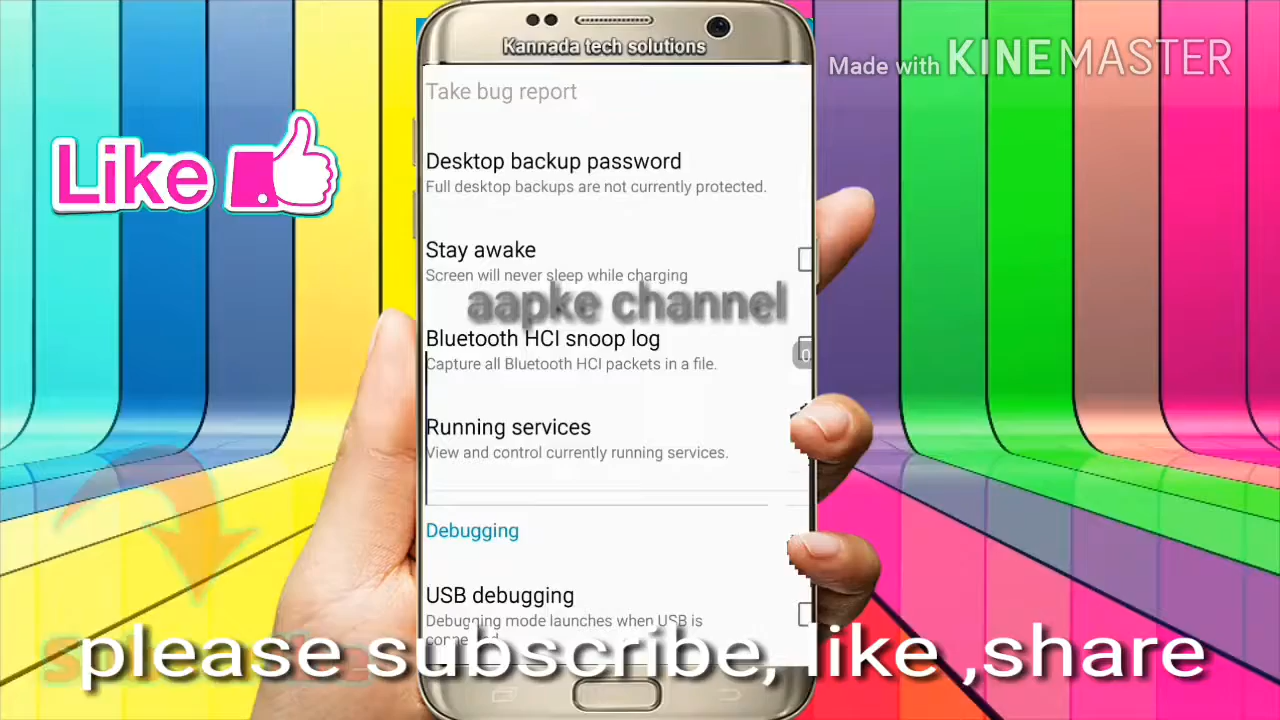 Kannada tech solutions
Made with KINEMASTER
Like
Take bug report
Desktop backup password
Full desktop backups are not currently protected.
Stay awake
Screen will never sleep while charging
aapke channel
Bluetooth HCI snoop log
Capture all Bluetooth HCI packets in a file.
Running services
View and control currently running services.
Debugging
USB debugging
Debugging mode launches when USB is
please subscribe, like ,share